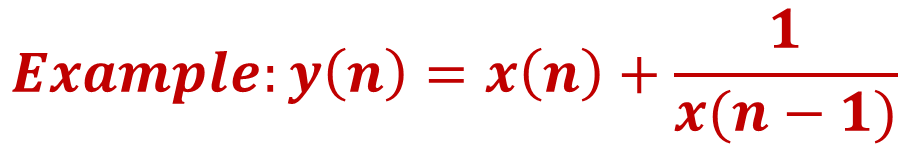 Example: y(n) = x(n) + 1/x(n − 1)